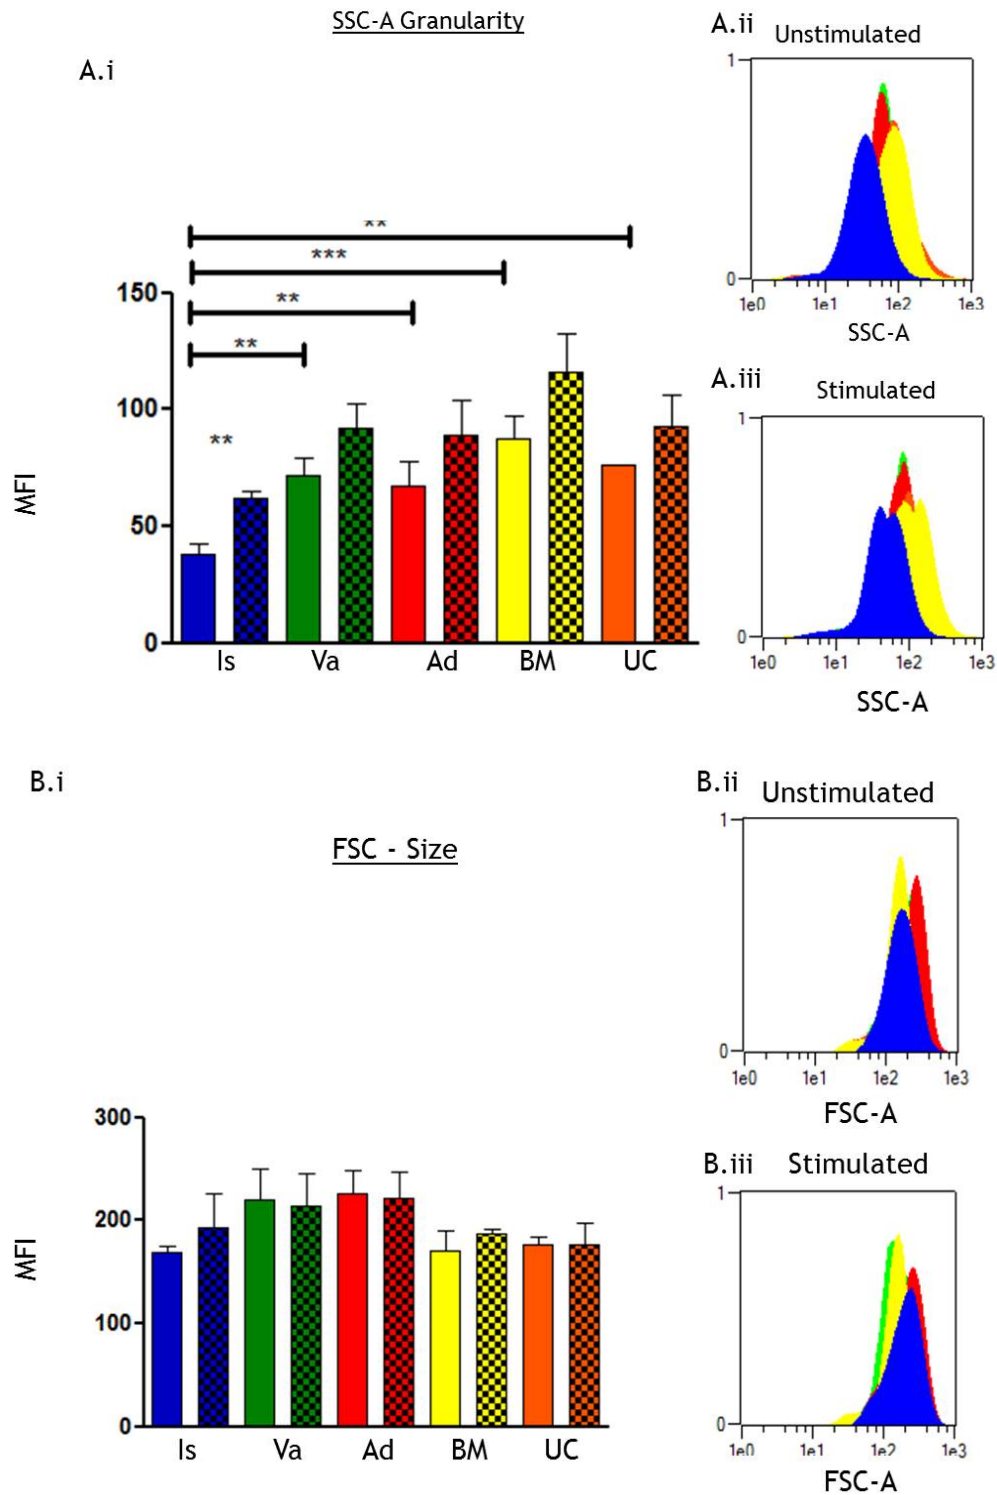 SSC-A Granularity
A.i
**
***
**
**
**
150
100
50
0
MFI
Is Va Ad BM UC
A.ii Unstimulated
1
0
1e0 1e1 1e2 1e3
SSC-A
A.iii Stimulated
1
0
1e0 1e1 1e2 1e3
SSC-A
B.i
FSC - Size
300
200
100
0
MFI
Is Va Ad BM UC
B.ii Unstimulated
1
0
1e0 1e1 1e2 1e3
FSC-A
B.iii Stimulated
1
0
1e0 1e1 1e2 1e3
FSC-A